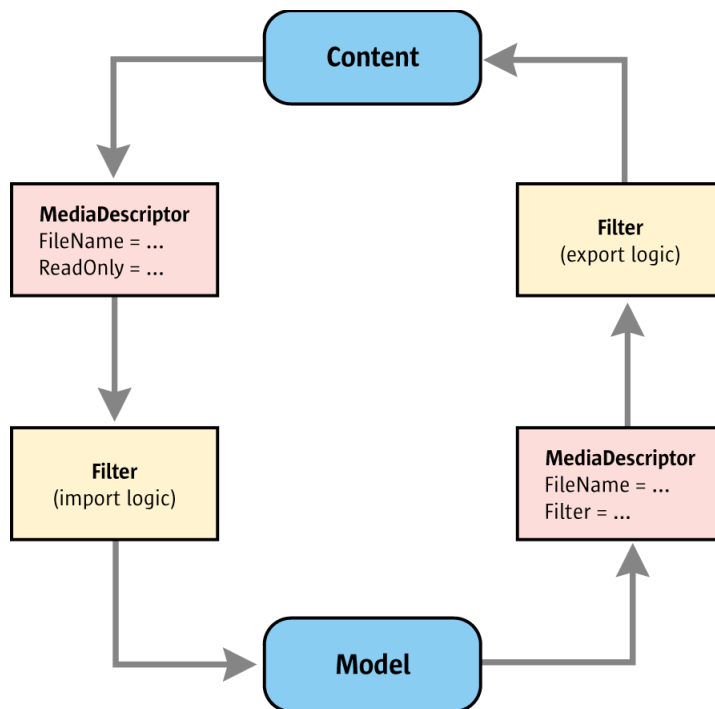 Content
MediaDescriptor
FileName = ...
ReadOnly = ...
Filter
(export logic)
Filter
(import logic)
MediaDescriptor
FileName = ...
Filter = ...
Model